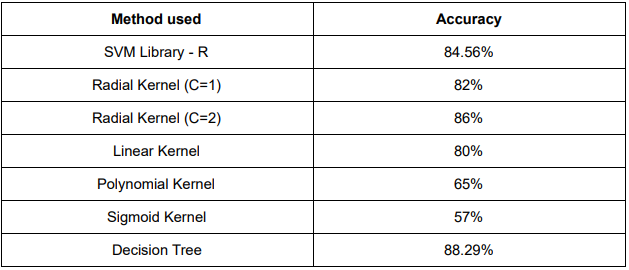 Method used Accuracy
SVM Library - R 84.56%
Radial Kernel (C=1) 82%
Radial Kernel (C=2) 86%
Linear Kernel 80%
Polynomial Kernel 65%
Sigmoid Kernel 57%
Decision Tree 88.29%